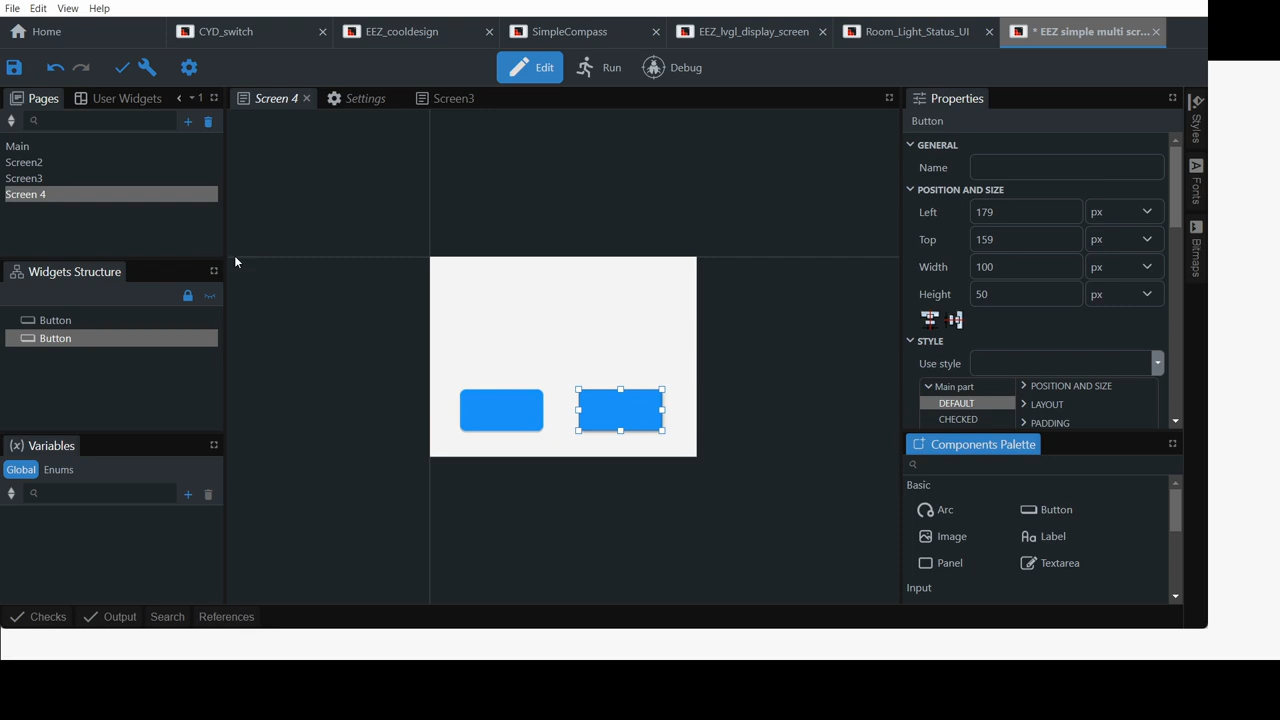 File Edit View Help
Home CYD_switch EEZ_cooldesign SimpleCompass EEZ_lvgl_display_screen Room_Light_Status_UI * EEZ simple multi scr...
Edit Run Debug
Pages User Widgets 1 Screen 4 Settings Screen3 Properties
Button
Main
Screen2
Screen3
Screen 4
Widgets Structure
Button
Button
(x) Variables
Global Enums
GENERAL
Name
POSITION AND SIZE
Left 179 px
Top 159 px
Width 100 px
Height 50 px
STYLE
Use style
Main part POSITION AND SIZE
DEFAULT LAYOUT
CHECKED PADDING
Components Palette
Basic
Arc Button
Image Aa Label
Panel Textarea
Input
Styles
A Fonts
Bitmaps
Checks Output Search References